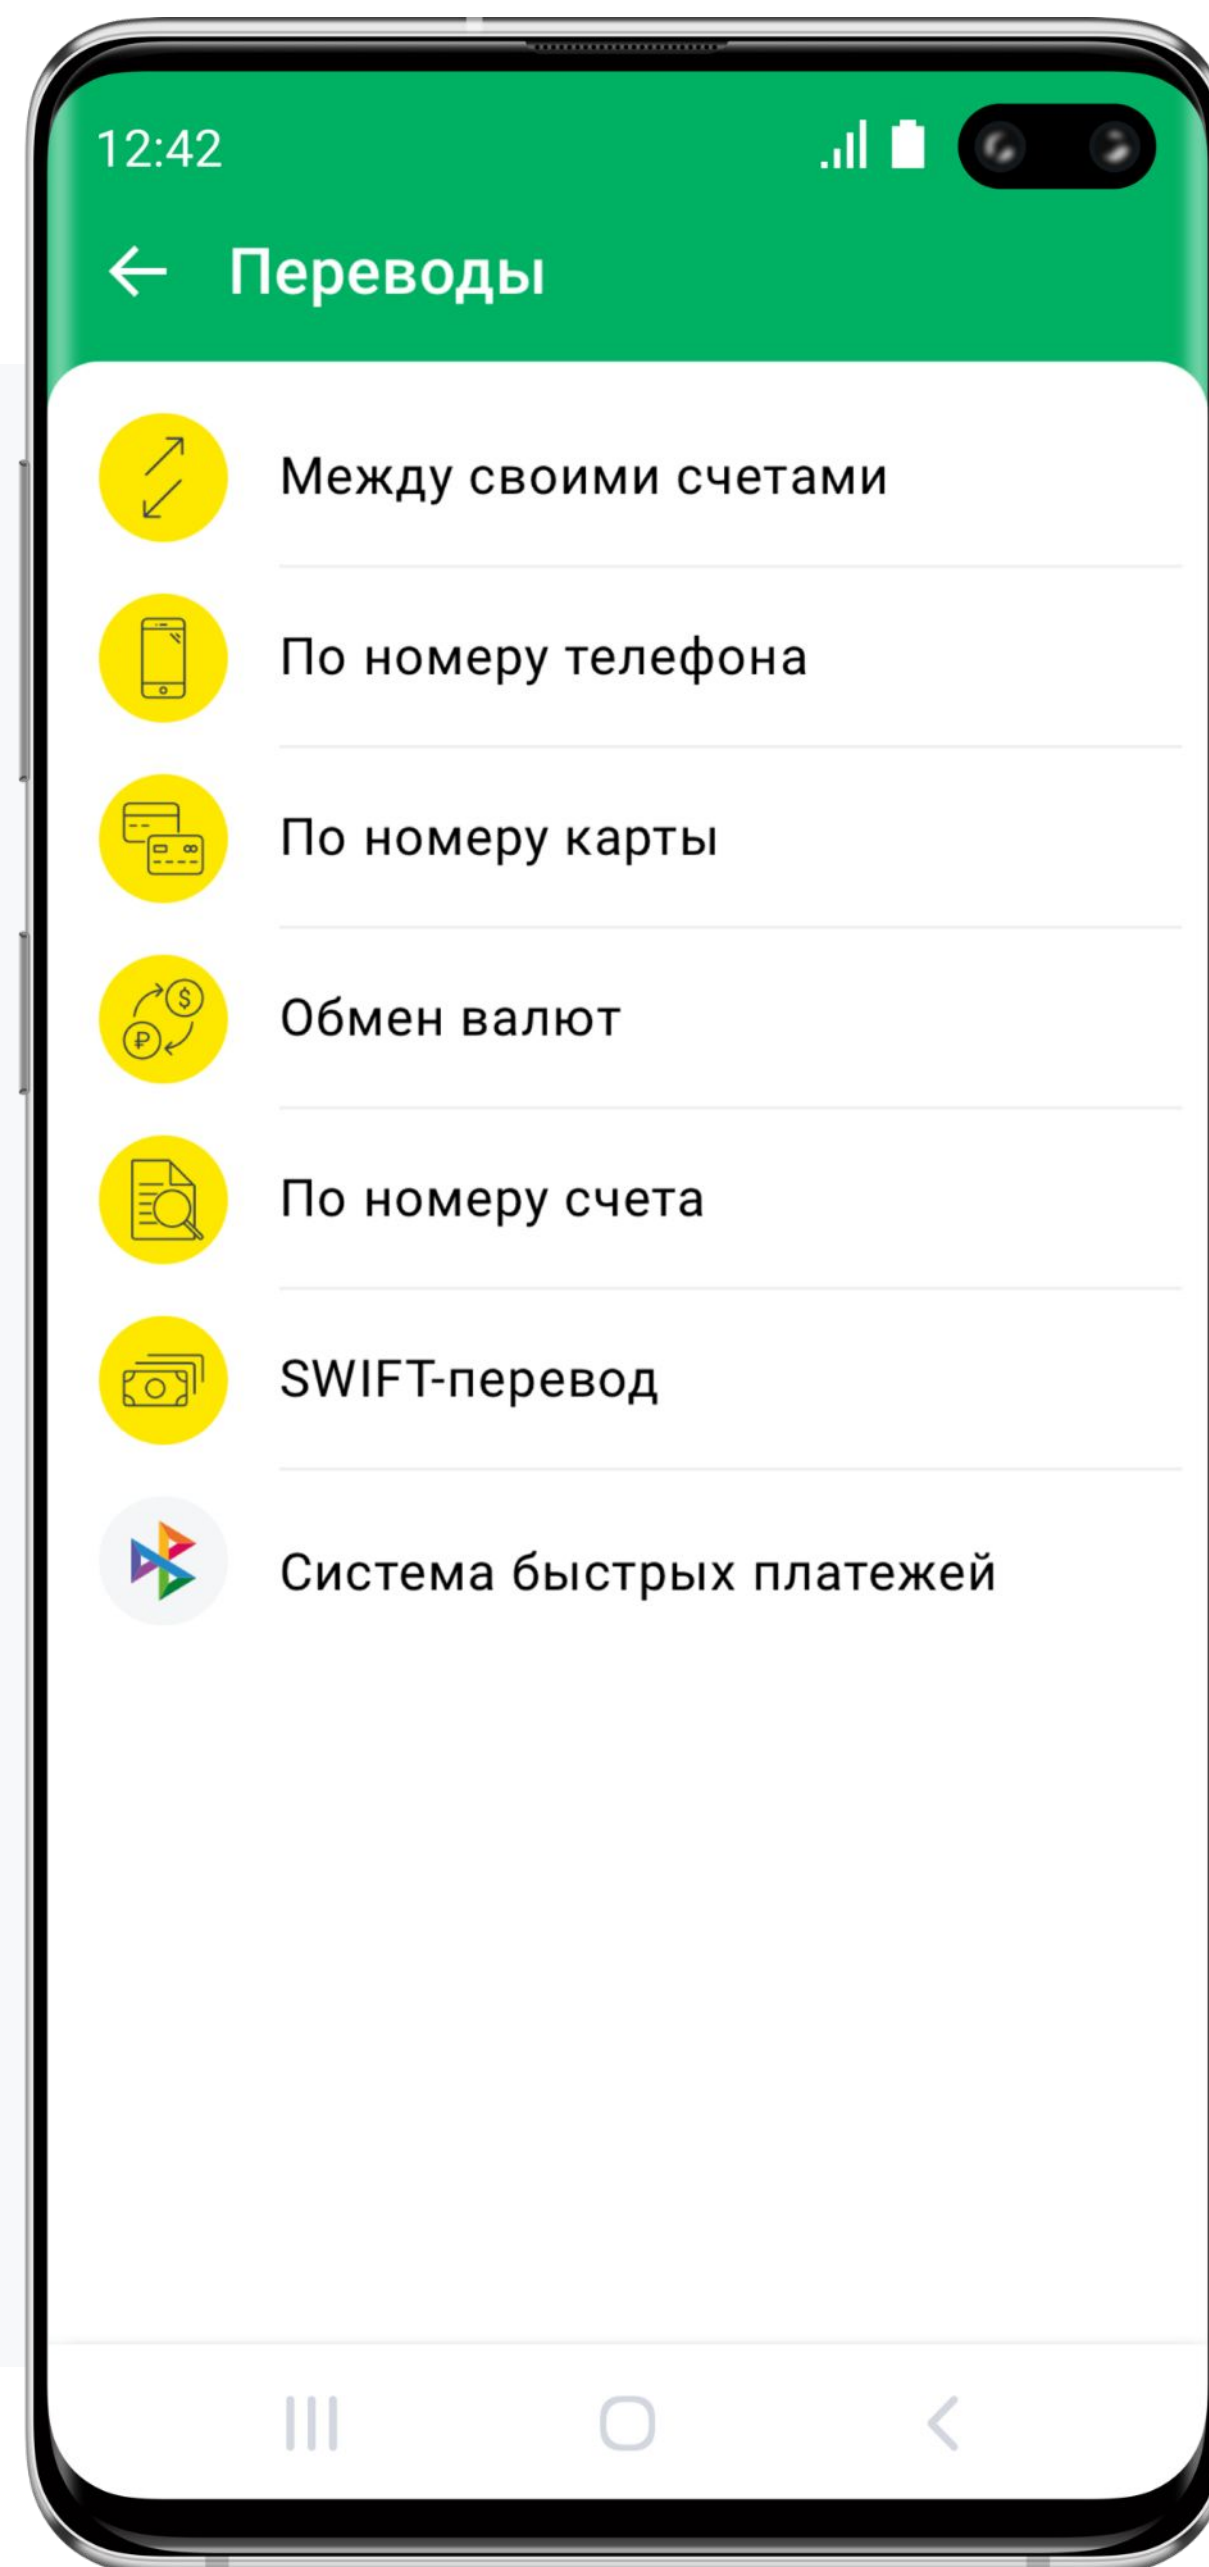 12:42
Переводы
Между своими счетами
По номеру телефона
По номеру карты
Обмен валют
По номеру счета
SWIFT-перевод
Система быстрых платежей